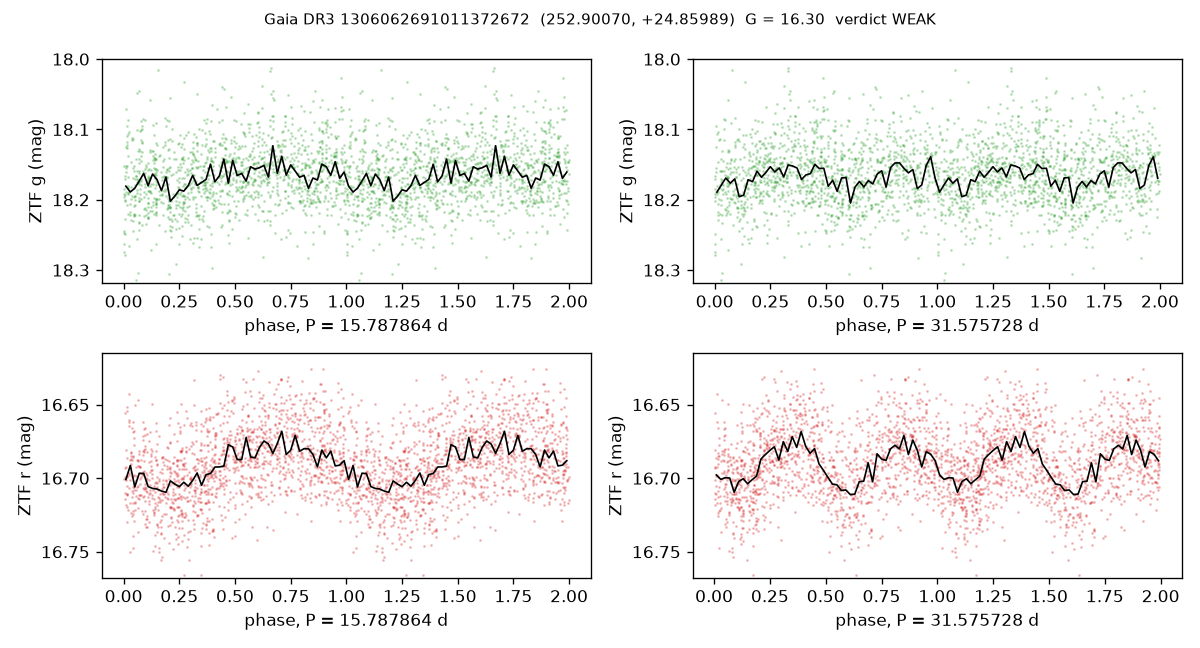 Gaia DR3 1306062691011372672 (252.90070, +24.85989) G = 16.30 verdict WEAK
18.0
18.1
18.2
18.3
ZTF g (mag)
0.00 0.25 0.50 0.75 1.00 1.25 1.50 1.75 2.00
phase, P = 15.787864 d
18.0
18.1
18.2
18.3
ZTF g (mag)
0.00 0.25 0.50 0.75 1.00 1.25 1.50 1.75 2.00
phase, P = 31.575728 d
16.65
16.70
16.75
ZTF r (mag)
0.00 0.25 0.50 0.75 1.00 1.25 1.50 1.75 2.00
phase, P = 15.787864 d
16.65
16.70
16.75
ZTF r (mag)
0.00 0.25 0.50 0.75 1.00 1.25 1.50 1.75 2.00
phase, P = 31.575728 d